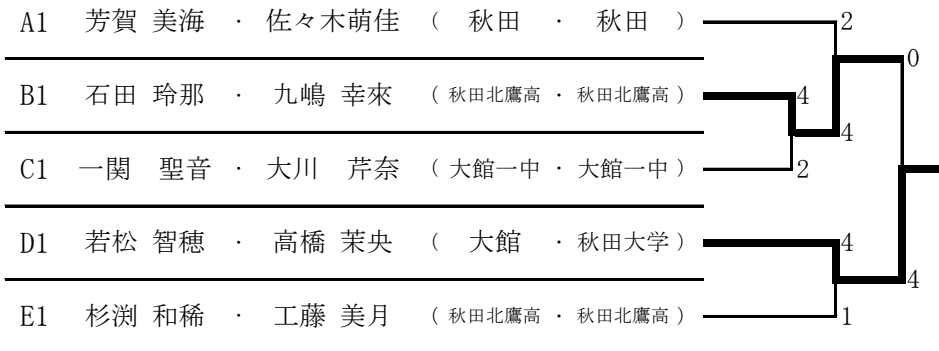 A1 芳賀 美海 · 佐々木萌佳 ( 秋田 · 秋田 ) 2
0
B1 石田 玲那 · 九嶋 幸來 ( 秋田北鷹高 · 秋田北鷹高 ) 4
4
C1 一関 聖音 · 大川 芹奈 ( 大館一中 · 大館一中 ) 2
D1 若松 智穂 · 高橋 茉央 ( 大館 · 秋田大学 ) 4
4
E1 杉渕 和稀 · 工藤 美月 ( 秋田北鷹高 · 秋田北鷹高 ) 1